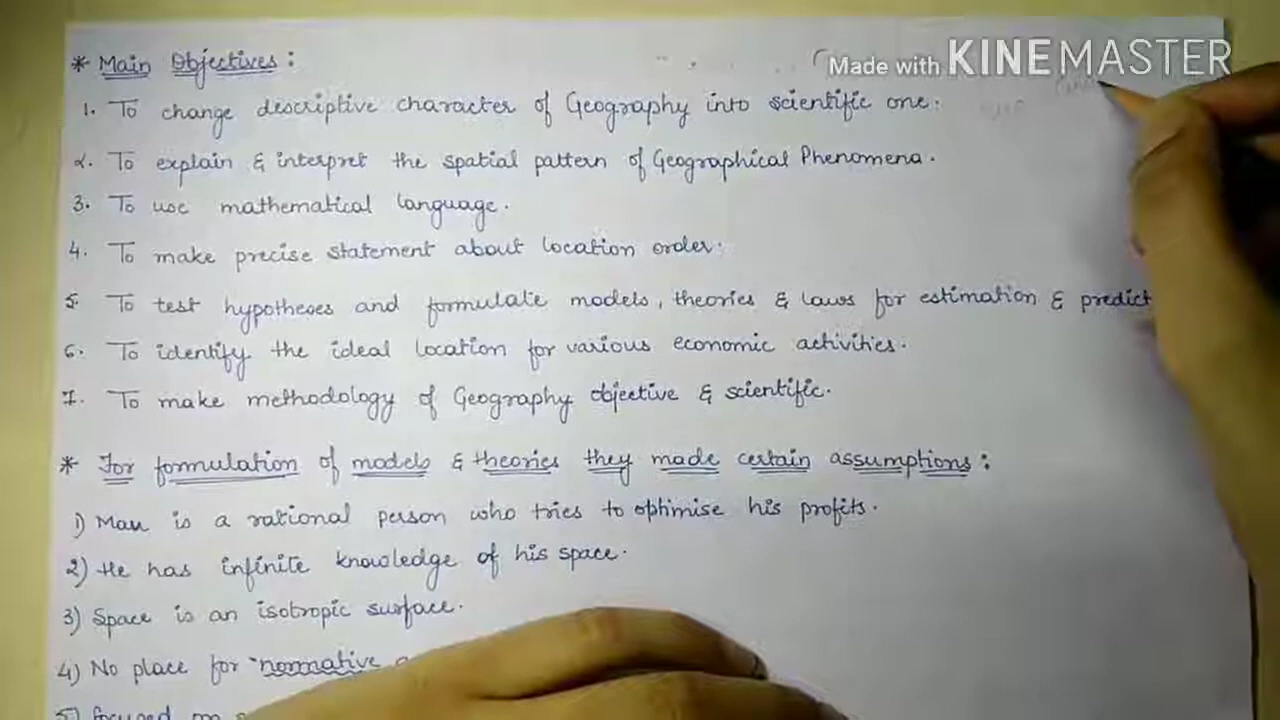 Made with KINEMASTER
* Main Objectives :
1. To change descriptive character of Geography into scientific one.
2. To explain & interpret the spatial pattern of Geographical Phenomena.
3. To use mathematical language.
4. To make precise statement about location order.
5. To test hypotheses and formulate models, theories & laws for estimation & predict
6. To identify the ideal location for various economic activities.
7. To make methodology of Geography objective & scientific.
* For formulation of models & theories they made certain assumptions :
1) Man is a rational person who tries to optimise his profits.
2) He has infinite knowledge of his space.
3) Space is an isotropic surface.
4) No place for "normative
5) focused on